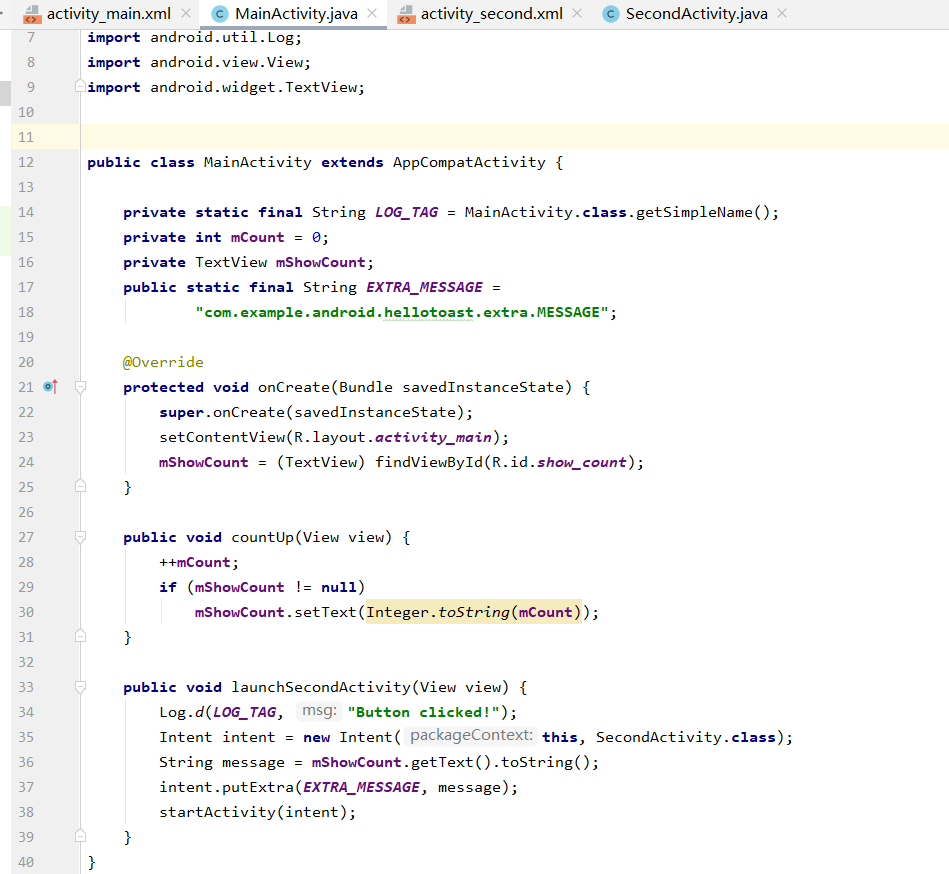 activity_main.xml MainActivity.java activity_second.xml SecondActivity.java
7 import android.util.Log;
8 import android.view.View;
9 import android.widget.TextView;
10
11
12 public class MainActivity extends AppCompatActivity {
13
14 private static final String LOG_TAG = MainActivity.class.getSimpleName();
15 private int mCount = 0;
16 private TextView mShowCount;
17 public static final String EXTRA_MESSAGE =
18 "com.example.android.hellotoast.extra.MESSAGE";
19
20 @Override
21 protected void onCreate(Bundle savedInstanceState) {
22 super.onCreate(savedInstanceState);
23 setContentView(R.layout.activity_main);
24 mShowCount = (TextView) findViewById(R.id.show_count);
25 }
26
27 public void countUp(View view) {
28 ++mCount;
29 if (mShowCount != null)
30 mShowCount.setText(Integer.toString(mCount));
31 }
32
33 public void launchSecondActivity(View view) {
34 Log.d(LOG_TAG, msg: "Button clicked!");
35 Intent intent = new Intent( packageContext: this, SecondActivity.class);
36 String message = mShowCount.getText().toString();
37 intent.putExtra(EXTRA_MESSAGE, message);
38 startActivity(intent);
39 }
40 }